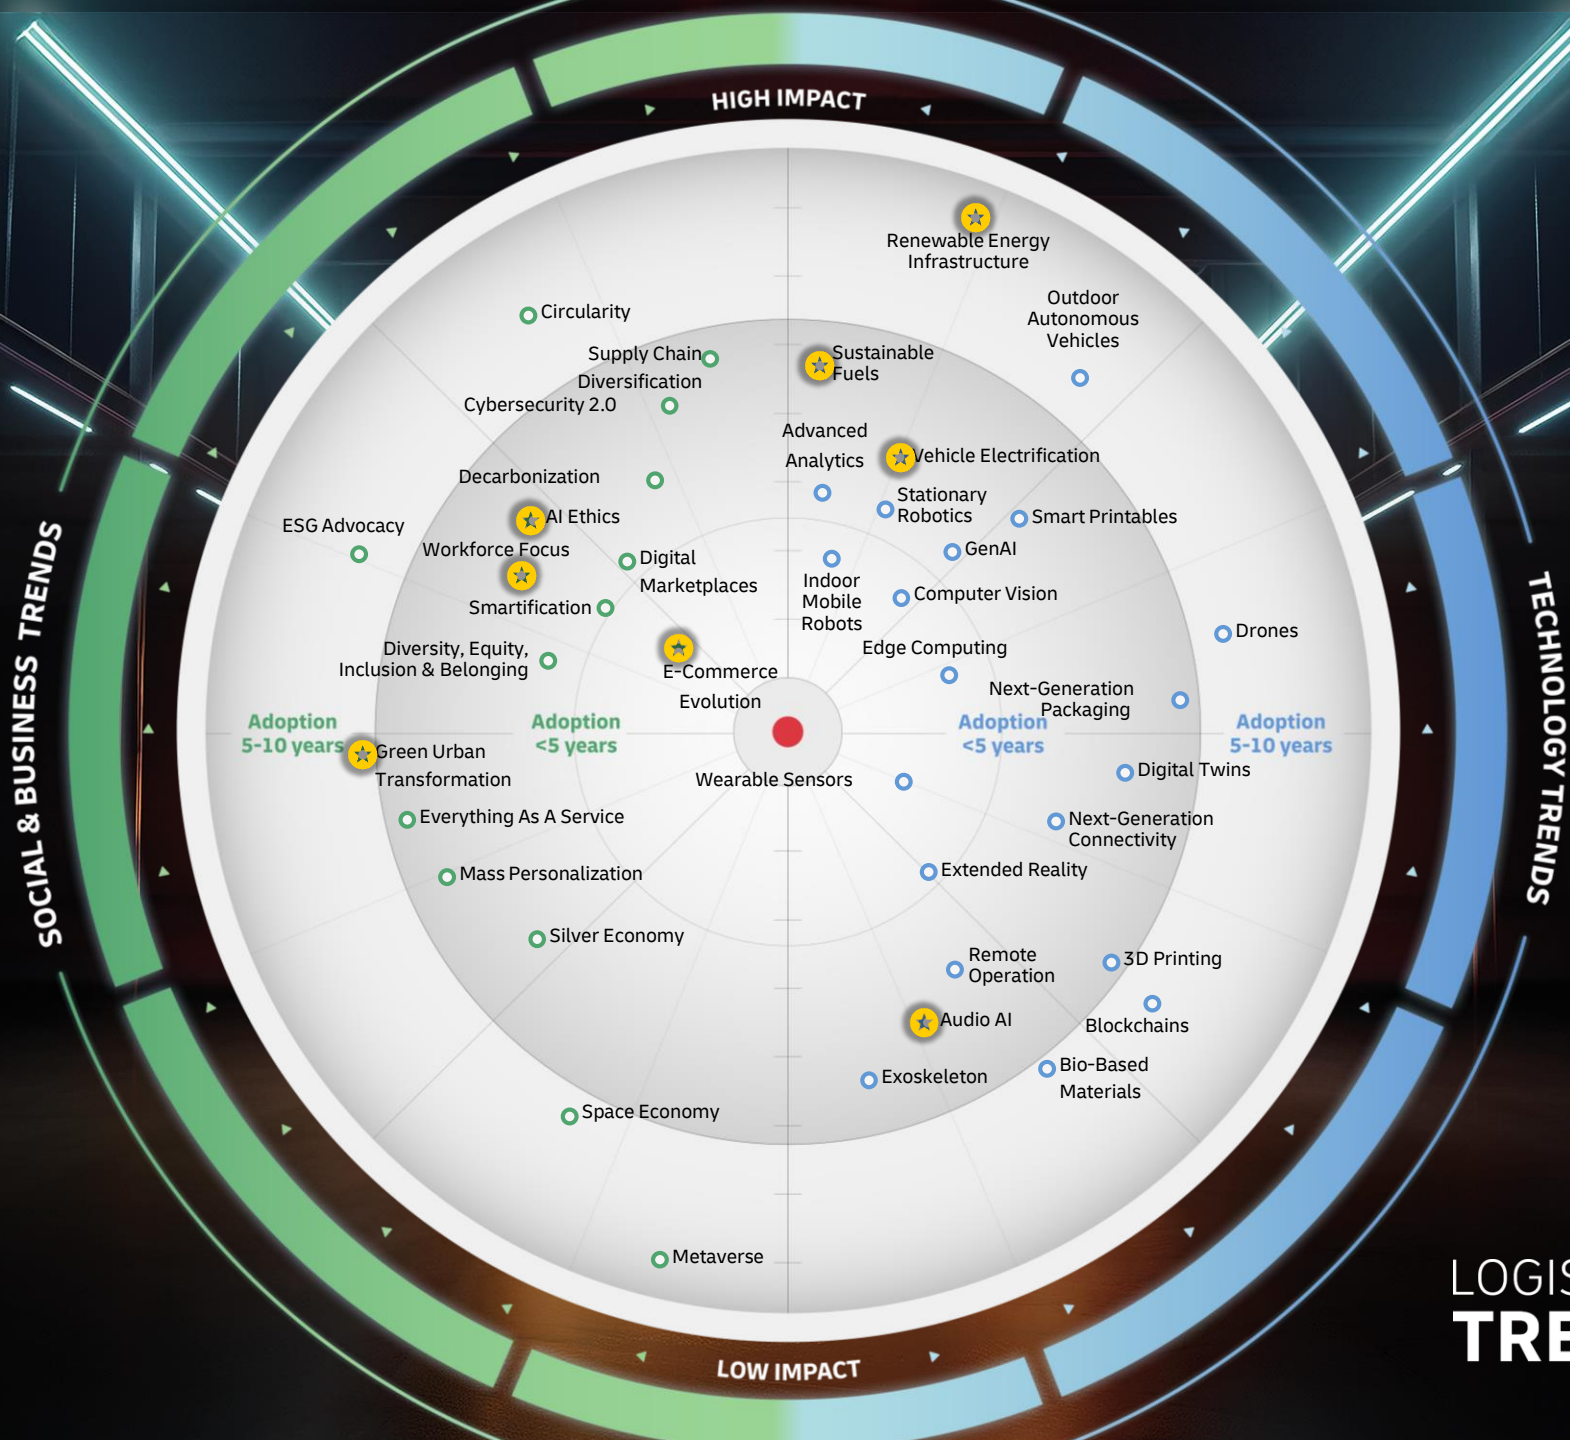 HIGH IMPACT
Renewable Energy
Infrastructure
Outdoor
Autonomous
Vehicles
Circularity
Supply Chain
Diversification
Sustainable
Fuels
Cybersecurity 2.0
Advanced
Analytics
Vehicle Electrification
Decarbonization
Stationary
Robotics
AI Ethics
Smart Printables
ESG Advocacy
Workforce Focus
GenAI
Digital
Marketplaces
Indoor
Mobile
Robots
Computer Vision
Smartification
Drones
Diversity, Equity,
Inclusion & Belonging
Edge Computing
E-Commerce
Evolution
Next-Generation
Packaging
Adoption
5-10 years
Adoption
<5 years
Adoption
<5 years
Adoption
5-10 years
SOCIAL & BUSINESS TRENDS
TECHNOLOGY TRENDS
Green Urban
Transformation
Wearable Sensors
Digital Twins
Everything As A Service
Next-Generation
Connectivity
Mass Personalization
Extended Reality
Silver Economy
Remote
Operation
3D Printing
Audio AI
Blockchains
Exoskeleton
Bio-Based
Materials
Space Economy
Metaverse
LOW IMPACT
LOGIS
TRE